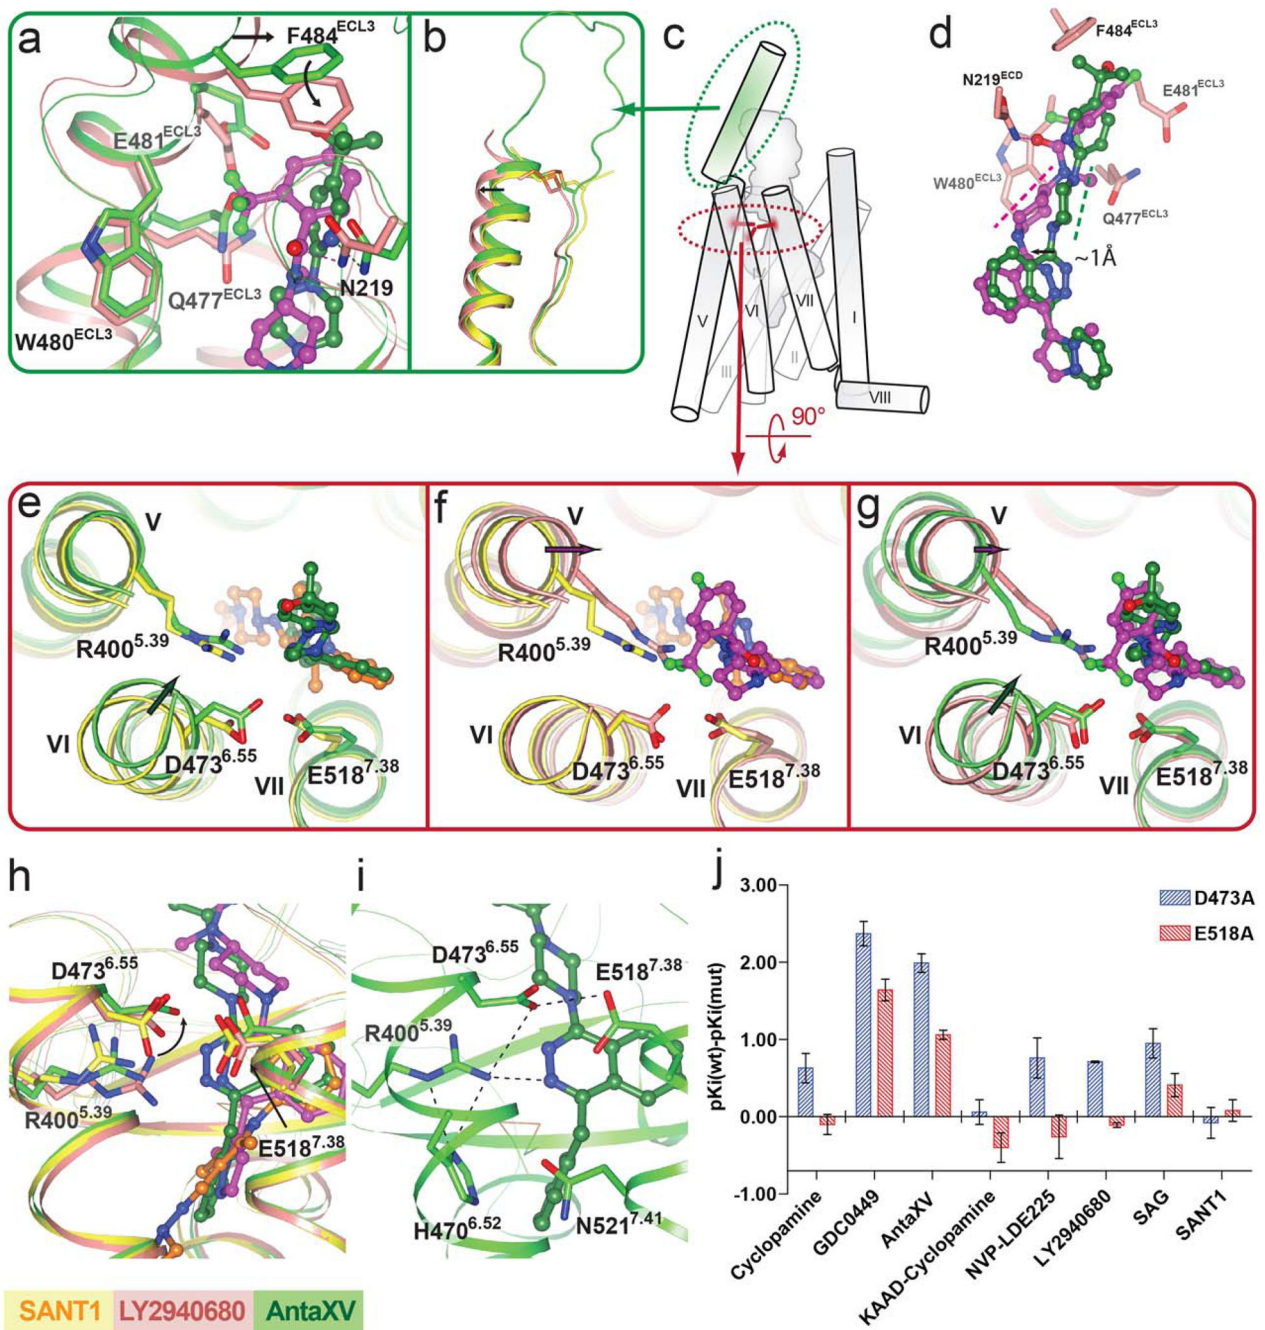 a
F484ECL3
E481ECL3
Q477ECL3
N219
W480ECL3
b
c
V
VI
VII
I
III
II
IV
VIII
90°
d
F484ECL3
N219ECD
E481ECL3
W480ECL3
Q477ECL3
~1Å
e
V
R4005.39
VI
D4736.55
VII
E5187.38
f
V
R4005.39
VI
D4736.55
VII
E5187.38
g
V
R4005.39
VI
D4736.55
VII
E5187.38
h
D4736.55
R4005.39
E5187.38
i
D4736.55
E5187.38
R4005.39
H4706.52
N5217.41
j
3.00
2.00
1.00
0.00
-1.00
pKi(wt)-pKi(mut)
D473A
E518A
Cyclopamine
GDC0449
AntaXV
KAAD-Cyclopamine
NVP-LDE225
LY2940680
SAG
SANT1
SANT1 LY2940680 AntaXV